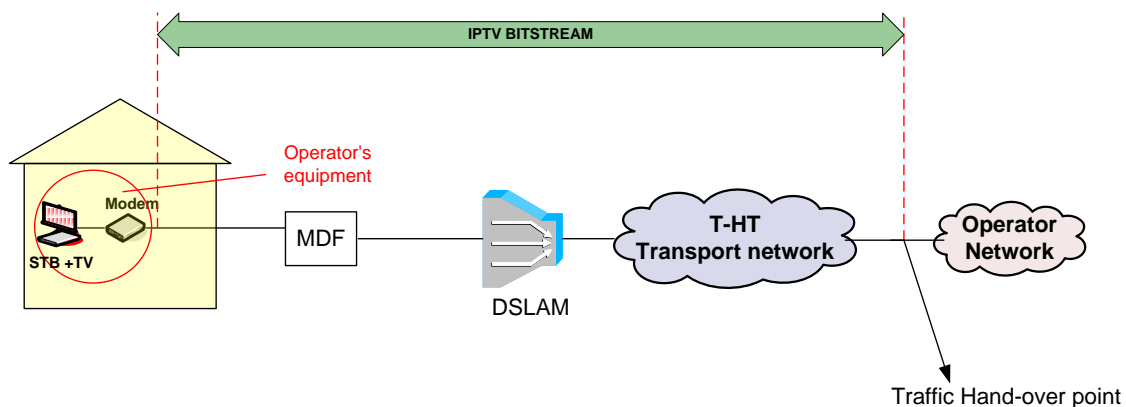 IPTV BITSTREAM
Operator's
equipment
Modem
STB +TV
MDF
DSLAM
T-HT
Transport network
Operator
Network
Traffic Hand-over point